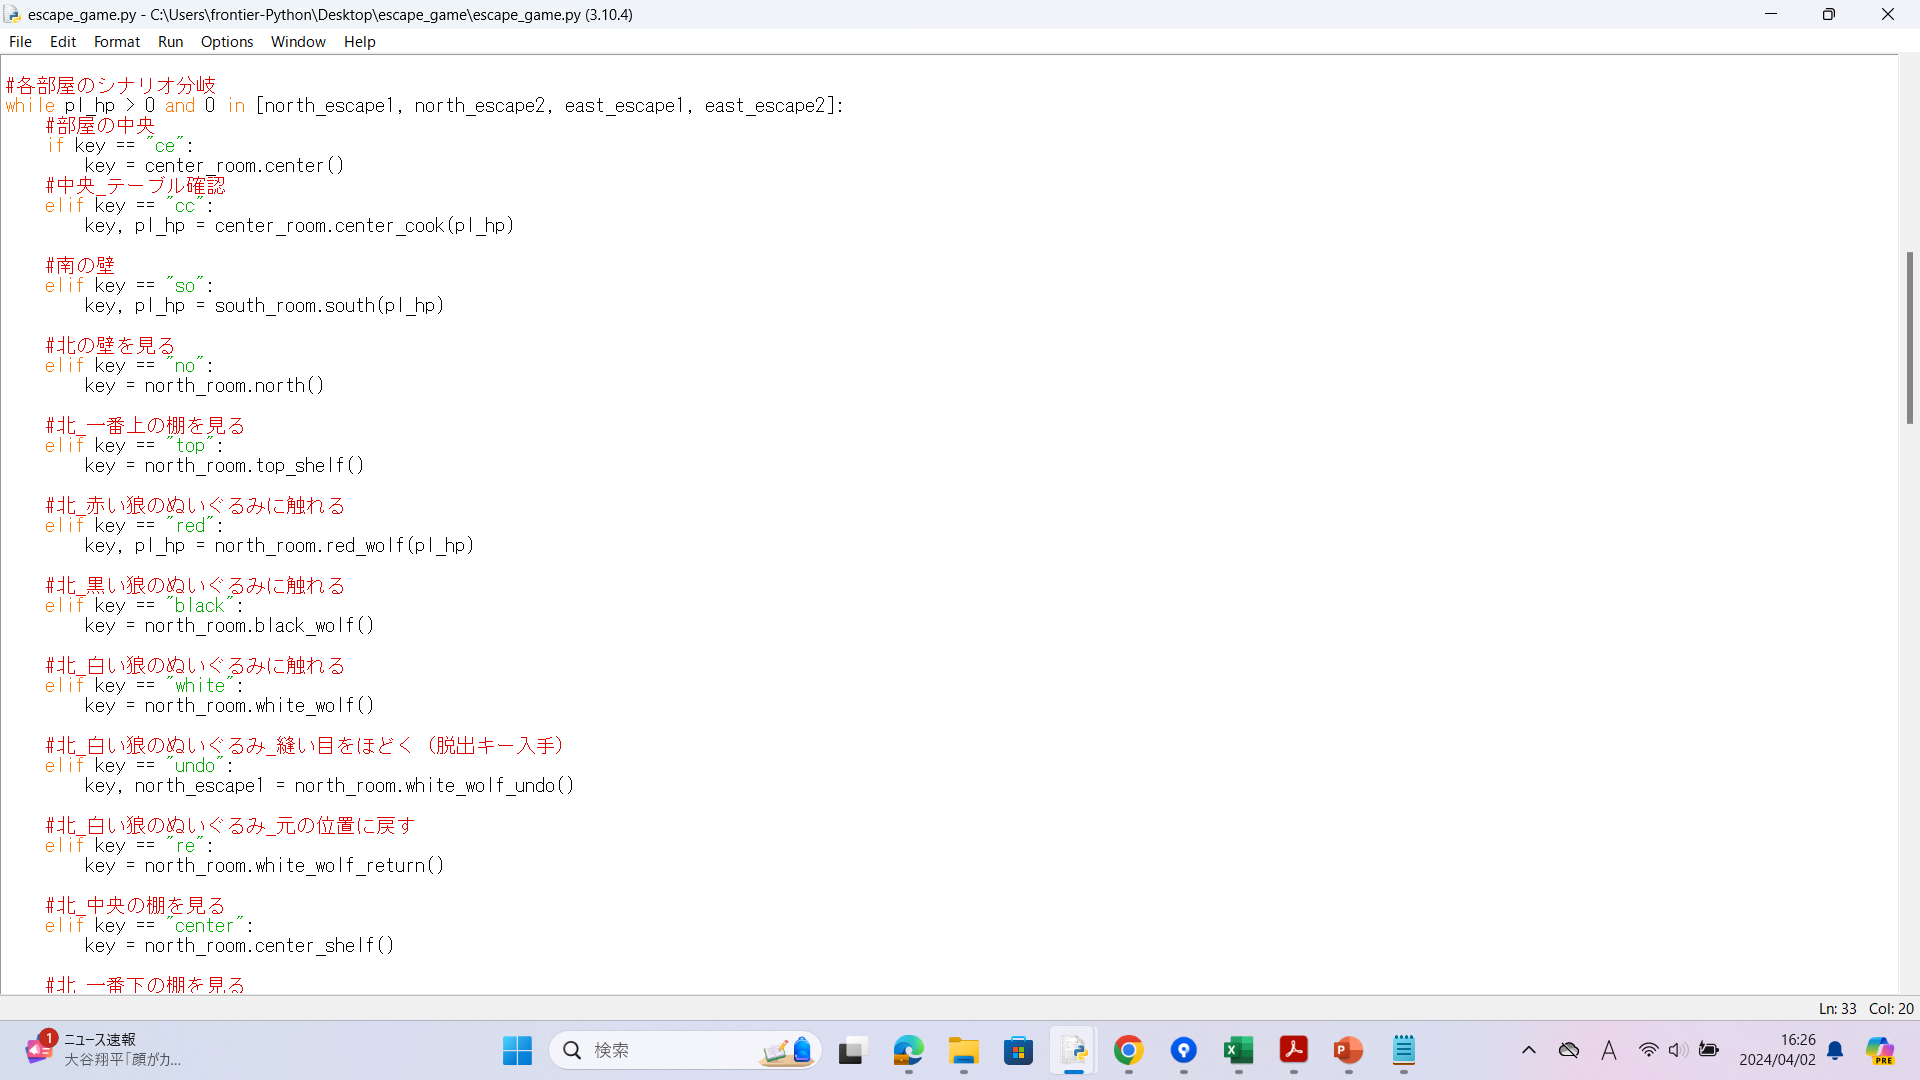 escape_game.py - C:\Users\frontier-Python\Desktop\escape_game\escape_game.py (3.10.4)
File Edit Format Run Options Window Help
#各部屋のシナリオ分岐
while pl_hp > 0 and 0 in [north_escape1, north_escape2, east_escape1, east_escape2]:
    #部屋の中央
    if key == "ce":
        key = center_room.center()
    #中央_テーブル確認
    elif key == "cc":
        key, pl_hp = center_room.center_cook(pl_hp)
    #南の壁
    elif key == "so":
        key, pl_hp = south_room.south(pl_hp)
    #北の壁を見る
    elif key == "no":
        key = north_room.north()
    #北_一番上の棚を見る
    elif key == "top":
        key = north_room.top_shelf()
    #北_赤い狼のぬいぐるみに触れる
    elif key == "red":
        key, pl_hp = north_room.red_wolf(pl_hp)
    #北_黒い狼のぬいぐるみに触れる
    elif key == "black":
        key = north_room.black_wolf()
    #北_白い狼のぬいぐるみに触れる
    elif key == "white":
        key = north_room.white_wolf()
    #北_白い狼のぬいぐるみ_縫い目をほどく（脱出キー入手）
    elif key == "undo":
        key, north_escape1 = north_room.white_wolf_undo()
    #北_白い狼のぬいぐるみ_元の位置に戻す
    elif key == "re":
        key = north_room.white_wolf_return()
    #北_中央の棚を見る
    elif key == "center":
        key = north_room.center_shelf()
    #北_一番下の棚を見る
Ln: 33 Col: 20
1
ニュース速報
大谷翔平「顔がカ...
検索
A
16:26
2024/04/02
PRE